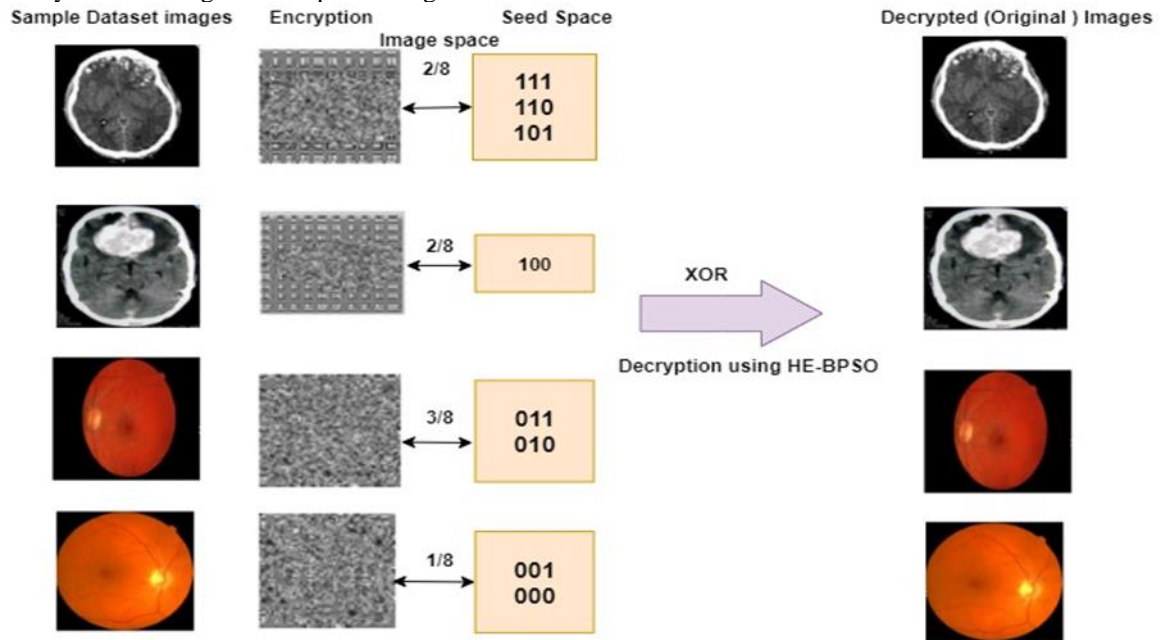 Sample Dataset images
Encryption
Seed Space
Decrypted (Original ) Images
Image space
2/8
111
110
101
2/8
100
XOR
Decryption using HE-BPSO
3/8
011
010
1/8
001
000